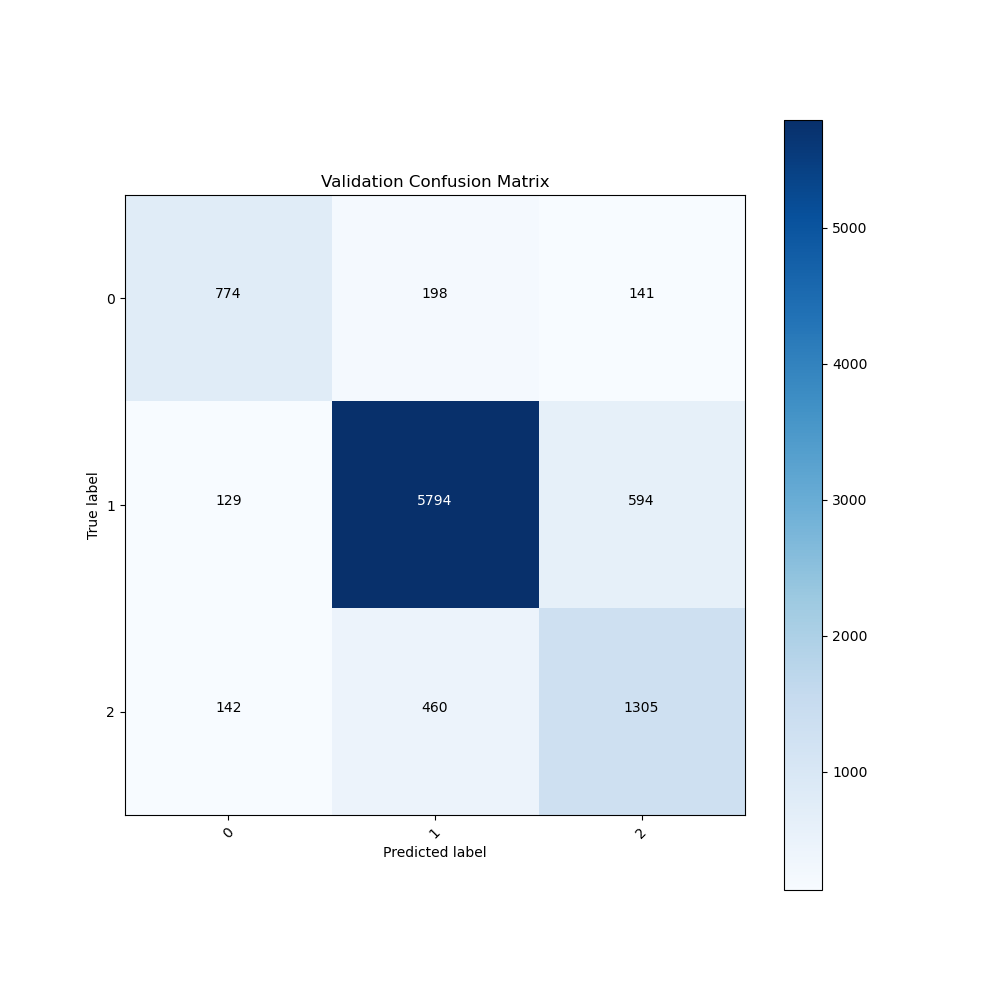 Validation Confusion Matrix
True label
0 774 198 141
1 129 5794 594
2 142 460 1305
0 1 2
Predicted label
5000
4000
3000
2000
1000